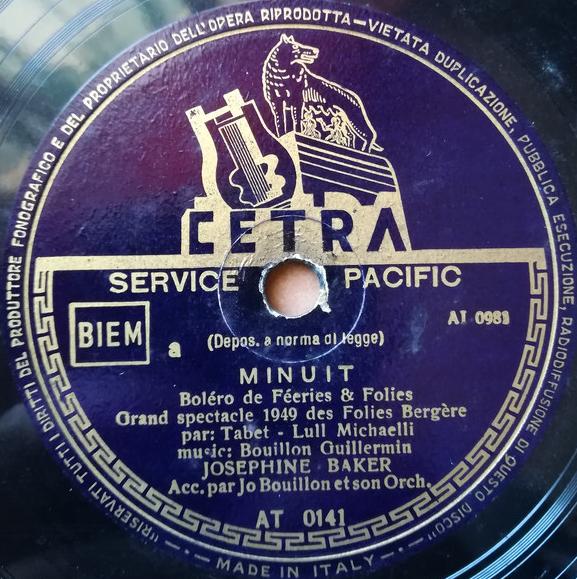 "RISERVATI TUTTI I DIRITTI DEL PRODUTTORE FONOGRAFICO E DEL PROPRIETARIO DELL'OPERA RIPRODOTTA—VIETATA DUPLICAZIONE, PUBBLICA ESECUZIONE, RADIODIFFUSIONE DI QUESTO DISCO"
CETRA
SERVICE PACIFIC
BIEM
a
AI 0983
(Depos. a norma di legge)
MINUIT
Boléro de Féeries & Folies
Grand spectacle 1949 des Folies Bergère
par: Tabet - Lull Michaelli
music: Bouillon Guillermin
JOSEPHINE BAKER
Acc. par Jo Bouillon et son Orch.
AT 0141
MADE IN ITALY